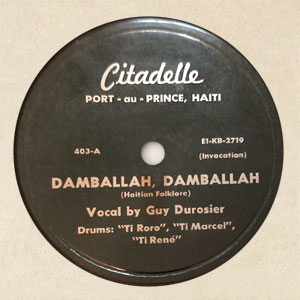 Citadelle
PORT - au - PRINCE, HAITI
403-A
E1-KB-2719
(Invocation)
DAMBALLAH, DAMBALLAH
(Haitian Folklore)
Vocal by Guy Durosier
Drums: "Ti Roro", "Ti Marcel",
"Ti René"